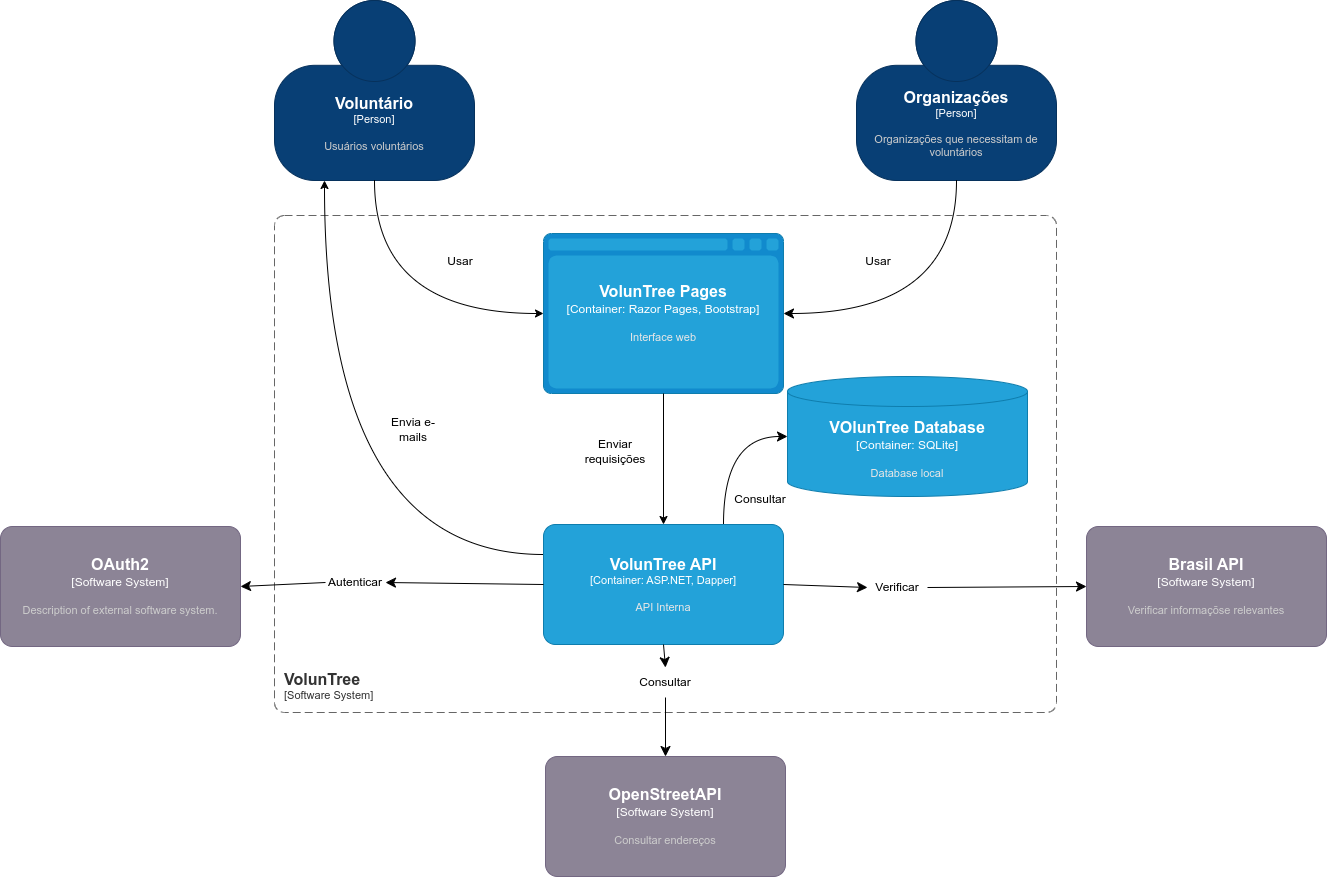 Voluntário
[Person]
Usuários voluntários
Organizações
[Person]
Organizações que necessitam de
voluntários
Usar
Usar
VolunTree Pages
[Container: Razor Pages, Bootstrap]
Interface web
Envia e-
mails
Enviar
requisições
VOlunTree Database
[Container: SQLite]
Database local
Consultar
OAuth2
[Software System]
Description of external software system.
Autenticar
VolunTree API
[Container: ASP.NET, Dapper]
API Interna
Verificar
Brasil API
[Software System]
Verificar informaçõse relevantes
VolunTree
[Software System]
Consultar
OpenStreetAPI
[Software System]
Consultar endereços